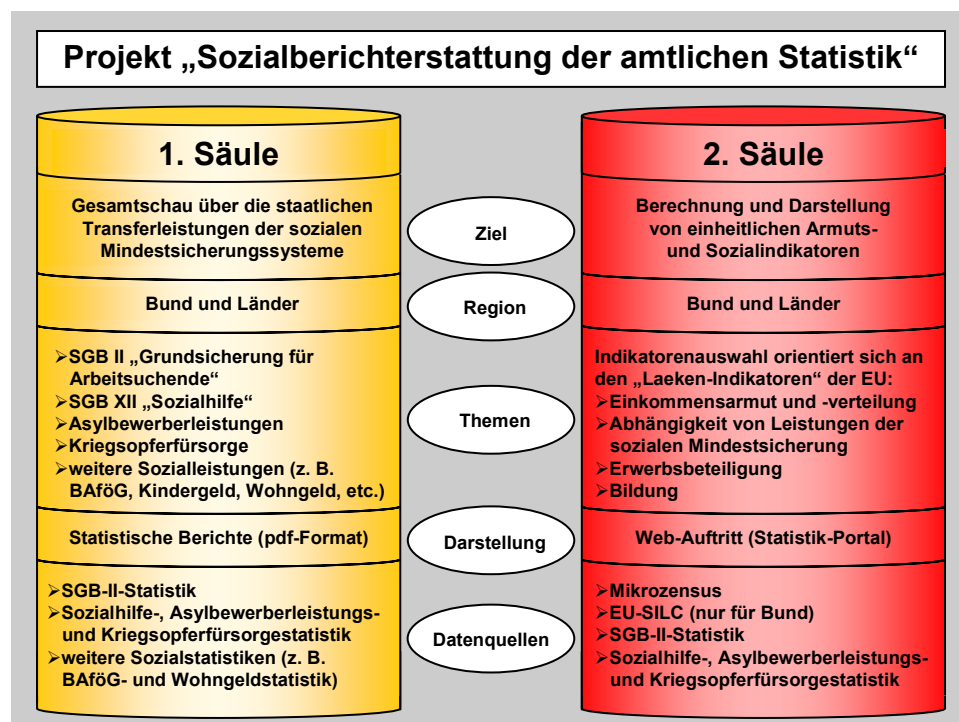 Projekt „Sozialberichterstattung der amtlichen Statistik“
1. Säule
Gesamtschau über die staatlichen
Transferleistungen der sozialen
Mindestsicherungssysteme
Bund und Länder
➢SGB II „Grundsicherung für
Arbeitsuchende“
➢SGB XII „Sozialhilfe“
➢Asylbewerberleistungen
➢Kriegsopferfürsorge
➢weitere Sozialleistungen (z. B.
BAföG, Kindergeld, Wohngeld, etc.)
Statistische Berichte (pdf-Format)
➢SGB-II-Statistik
➢Sozialhilfe-, Asylbewerberleistungs-
und Kriegsopferfürsorgestatistik
➢weitere Sozialstatistiken (z. B.
BAföG- und Wohngeldstatistik)
Ziel
Region
Themen
Darstellung
Datenquellen
2. Säule
Berechnung und Darstellung
von einheitlichen Armuts-
und Sozialindikatoren
Bund und Länder
Indikatorenauswahl orientiert sich an
den „Laeken-Indikatoren“ der EU:
➢Einkommensarmut und -verteilung
➢Abhängigkeit von Leistungen der
sozialen Mindestsicherung
➢Erwerbsbeteiligung
➢Bildung
Web-Auftritt (Statistik-Portal)
➢Mikrozensus
➢EU-SILC (nur für Bund)
➢SGB-II-Statistik
➢Sozialhilfe-, Asylbewerberleistungs-
und Kriegsopferfürsorgestatistik